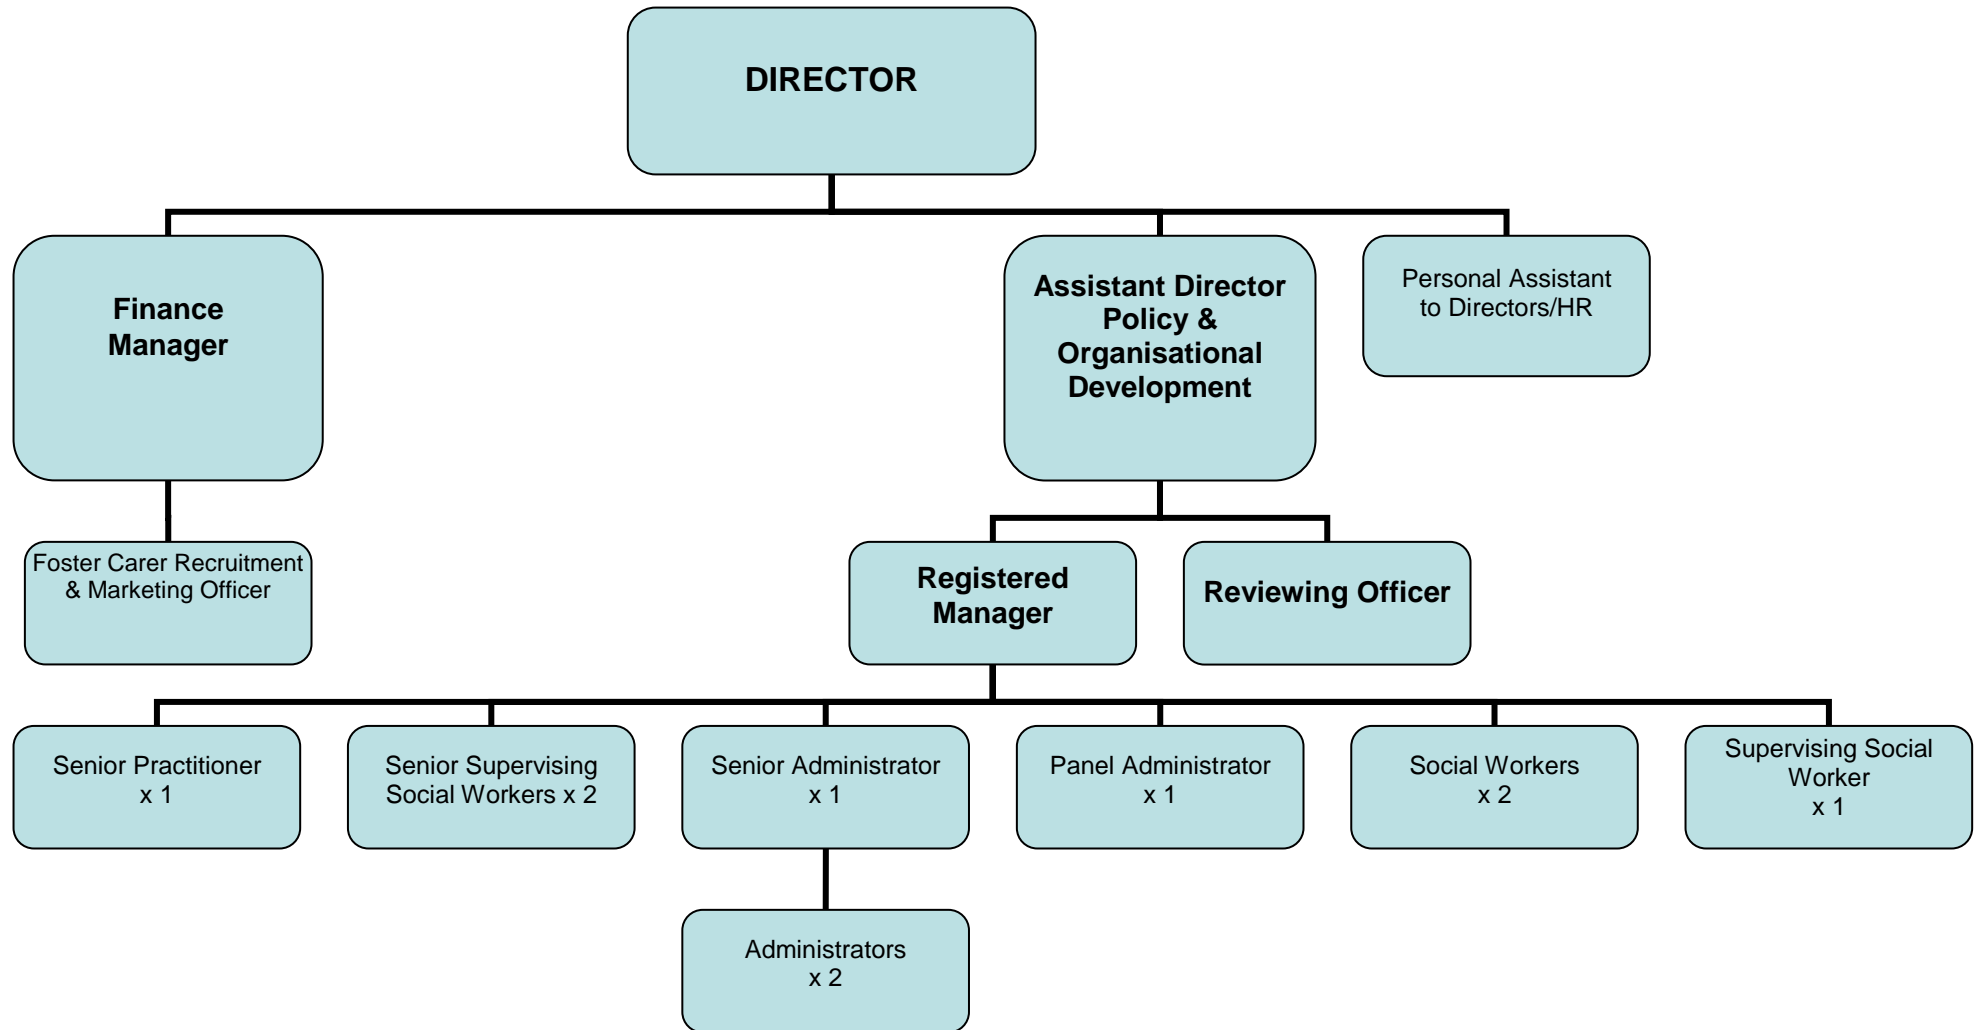 DIRECTOR
Finance
Manager
Assistant Director
Policy &
Organisational
Development
Personal Assistant
to Directors/HR
Foster Carer Recruitment
& Marketing Officer
Registered
Manager
Reviewing Officer
Senior Practitioner
x 1
Senior Supervising
Social Workers x 2
Senior Administrator
x 1
Panel Administrator
x 1
Social Workers
x 2
Supervising Social
Worker
x 1
Administrators
x 2